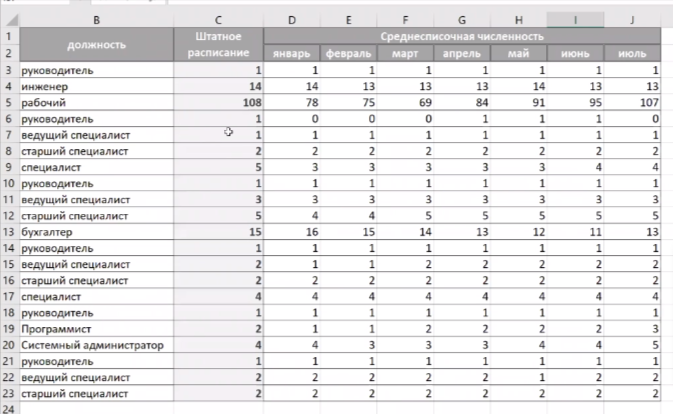 B C D E F G H I J
1 должность Штатное расписание Среднесписочная численность
2 январь февраль март апрель май июнь июль
3 руководитель 1 1 1 1 1 1 1 1
4 инженер 14 14 13 13 13 14 13 13
5 рабочий 108 78 75 69 84 91 95 107
6 руководитель 1 0 0 0 1 1 1 0
7 ведущий специалист 1 1 1 1 1 1 1 1
8 старший специалист 2 2 2 2 2 2 2 2
9 специалист 5 3 3 3 3 3 4 4
10 руководитель 1 1 1 1 1 1 1 1
11 ведущий специалист 3 3 3 3 3 3 3 3
12 старший специалист 5 4 4 5 5 5 5 5
13 бухгалтер 15 16 15 14 13 12 11 13
14 руководитель 1 1 1 1 1 1 1 1
15 ведущий специалист 2 1 1 2 2 2 2 2
16 старший специалист 2 2 2 2 2 2 2 2
17 специалист 4 4 4 4 4 4 4 4
18 руководитель 1 1 1 1 1 1 1 1
19 Программист 2 1 1 2 2 2 2 3
20 Системный администратор 4 4 3 3 3 4 4 5
21 руководитель 1 1 1 1 1 1 1 1
22 ведущий специалист 2 2 2 2 2 1 2 2
23 старший специалист 2 2 2 2 2 2 2 2
24